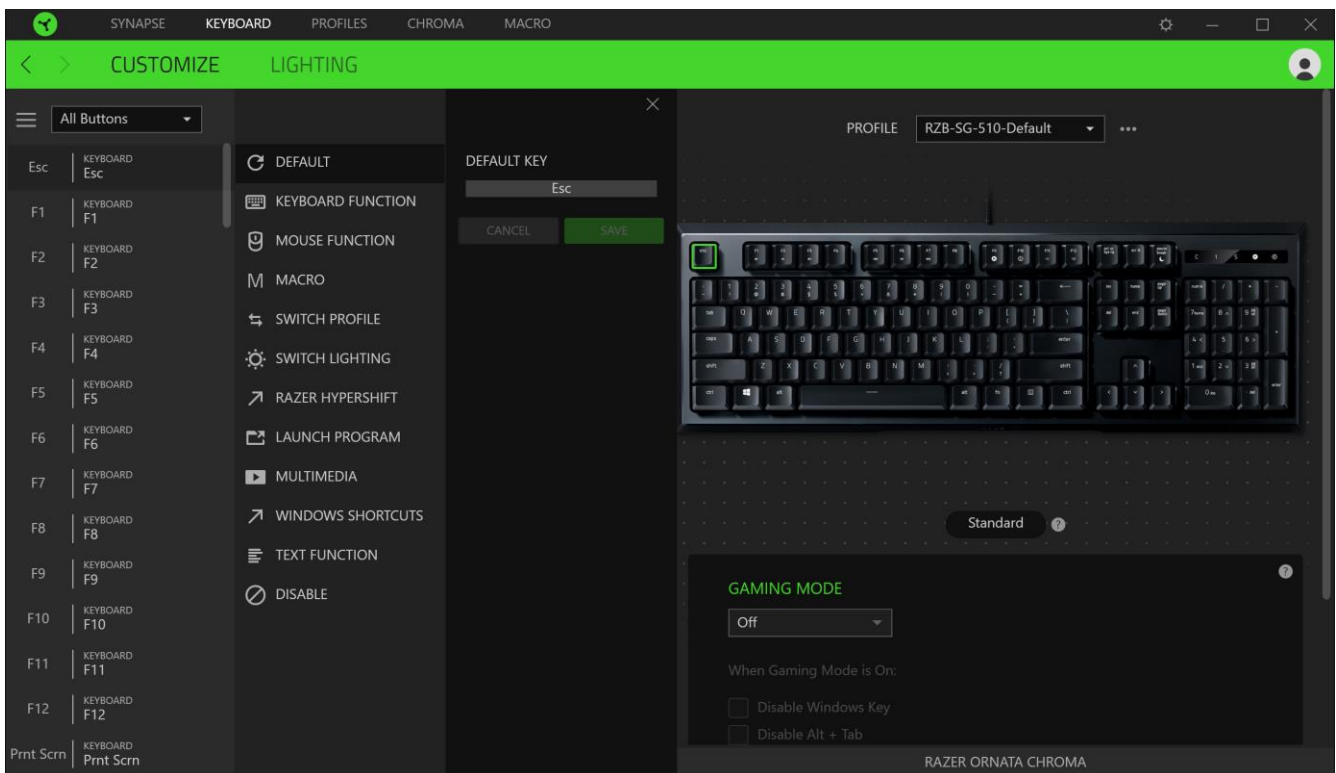 SYNAPSE KEYBOARD PROFILES CHROMA MACRO
CUSTOMIZE LIGHTING
All Buttons
Esc KEYBOARD
Esc
F1 KEYBOARD
F1
F2 KEYBOARD
F2
F3 KEYBOARD
F3
F4 KEYBOARD
F4
F5 KEYBOARD
F5
F6 KEYBOARD
F6
F7 KEYBOARD
F7
F8 KEYBOARD
F8
F9 KEYBOARD
F9
F10 KEYBOARD
F10
F11 KEYBOARD
F11
F12 KEYBOARD
F12
Prnt Scrn KEYBOARD
Prnt Scrn
DEFAULT
KEYBOARD FUNCTION
MOUSE FUNCTION
MACRO
SWITCH PROFILE
SWITCH LIGHTING
RAZER HYPERSHIFT
LAUNCH PROGRAM
MULTIMEDIA
WINDOWS SHORTCUTS
TEXT FUNCTION
DISABLE
DEFAULT KEY
Esc
CANCEL SAVE
PROFILE RZB-SG-510-Default
Q W E R T Y U I O P
A S D F G H J K L
Z X C V B N M
Standard
GAMING MODE
Off
When Gaming Mode is On:
Disable Windows Key
Disable Alt + Tab
RAZER ORNATA CHROMA